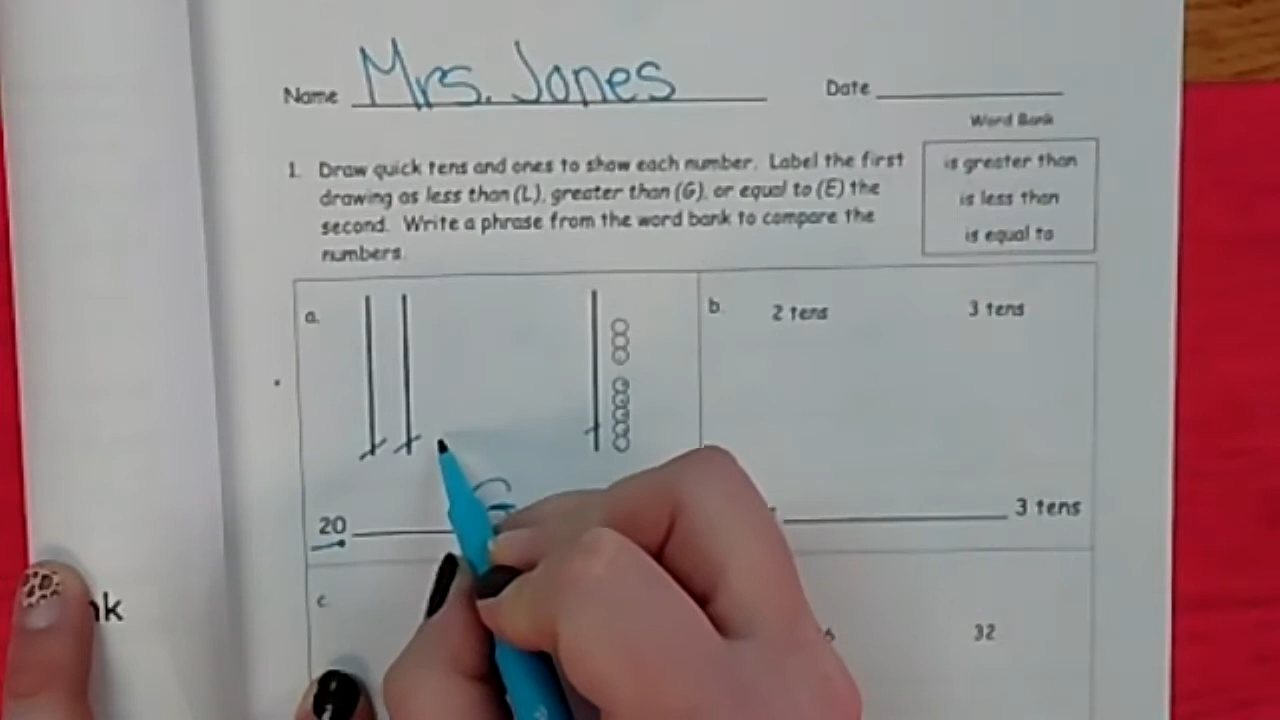 Name Mrs. Jones Date
Word Bank
is greater than
is less than
is equal to
1. Draw quick tens and ones to show each number. Label the first
drawing as less than (L), greater than (G), or equal to (E) the
second. Write a phrase from the word bank to compare the
numbers.
a.
b. 2 tens 3 tens
20 G
3 tens
c.
32
nk